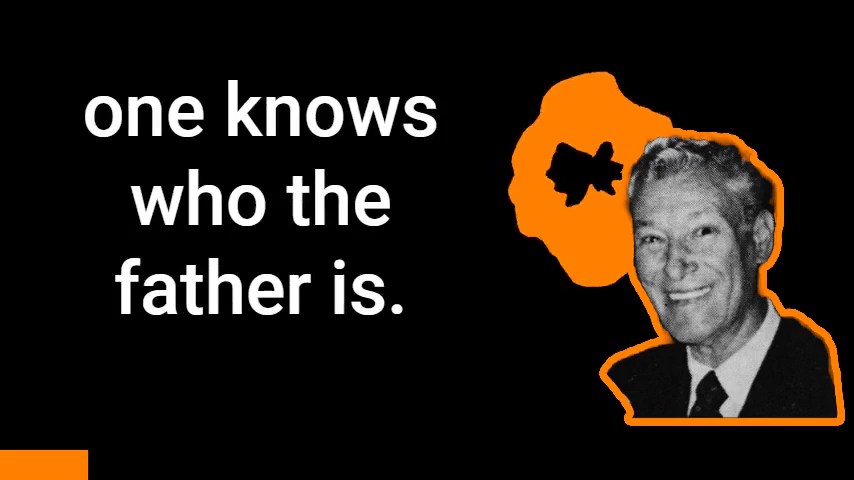 one knows
who the
father is.